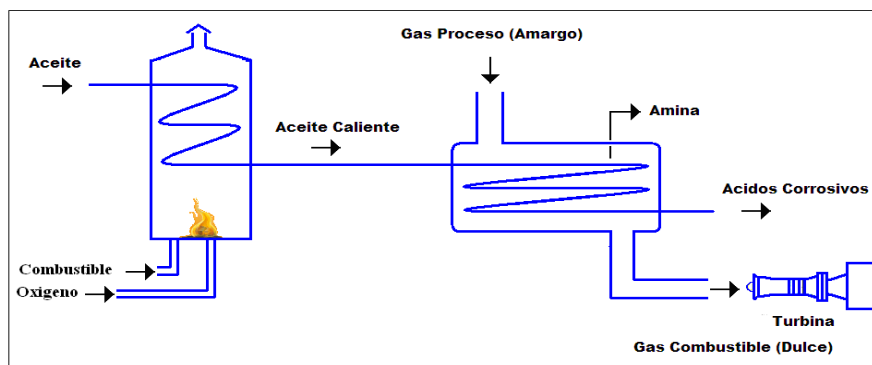 Gas Proceso (Amargo)
Aceite
Amina
Aceite Caliente
Acidos Corrosivos
Combustible
Oxigeno
Turbina
Gas Combustible (Dulce)